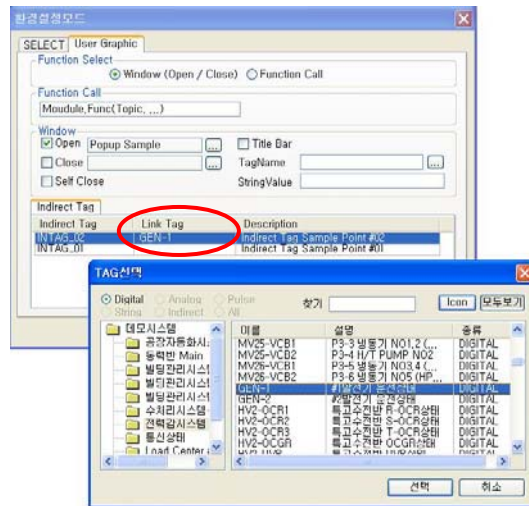 환경설정모드
SELECT User Graphic
Function Select
Window (Open / Close) Function Call
Function Call
Moudule,Func(Topic, ,,,)
Window
Open Popup Sample ... Title Bar
Close ... TagName ...
Self Close StringValue
Indirect Tag
Indirect Tag Link Tag Description
INTAG_02 GEN-1 Indirect Tag Sample Point #02
INTAG_01 Indirect Tag Sample Point #01
TAG선택
Digital Analog Pulse 찾기 Icon 모두보기
String Indirect All
데모시스템
공장자동화시
동력반 Main
빌딩관리시스
빌딩관리시스
빌딩관리시스
수처리시스템
전력감시스템
통신상태
Load Center
이름 설명 종류
MV25-VCB1 P3-3 냉동기 NO1,2 (... DIGITAL
MV25-VCB2 P3-4 H/T PUMP NO2 DIGITAL
MV26-VCB1 P3-5 냉동기 NO3,4 (... DIGITAL
MV26-VCB2 P3-6 냉동기 NO5 (HP... DIGITAL
GEN-1 #1발전기 운전상태 DIGITAL
GEN-2 #2발전기 운전상태 DIGITAL
HV2-OCR1 특고수전반 R-OCR상태 DIGITAL
HV2-OCR2 특고수전반 S-OCR상태 DIGITAL
HV2-OCR3 특고수전반 T-OCR상태 DIGITAL
HV2-OCGR 특고수전반 OCGR상태 DIGITAL
선택 취소